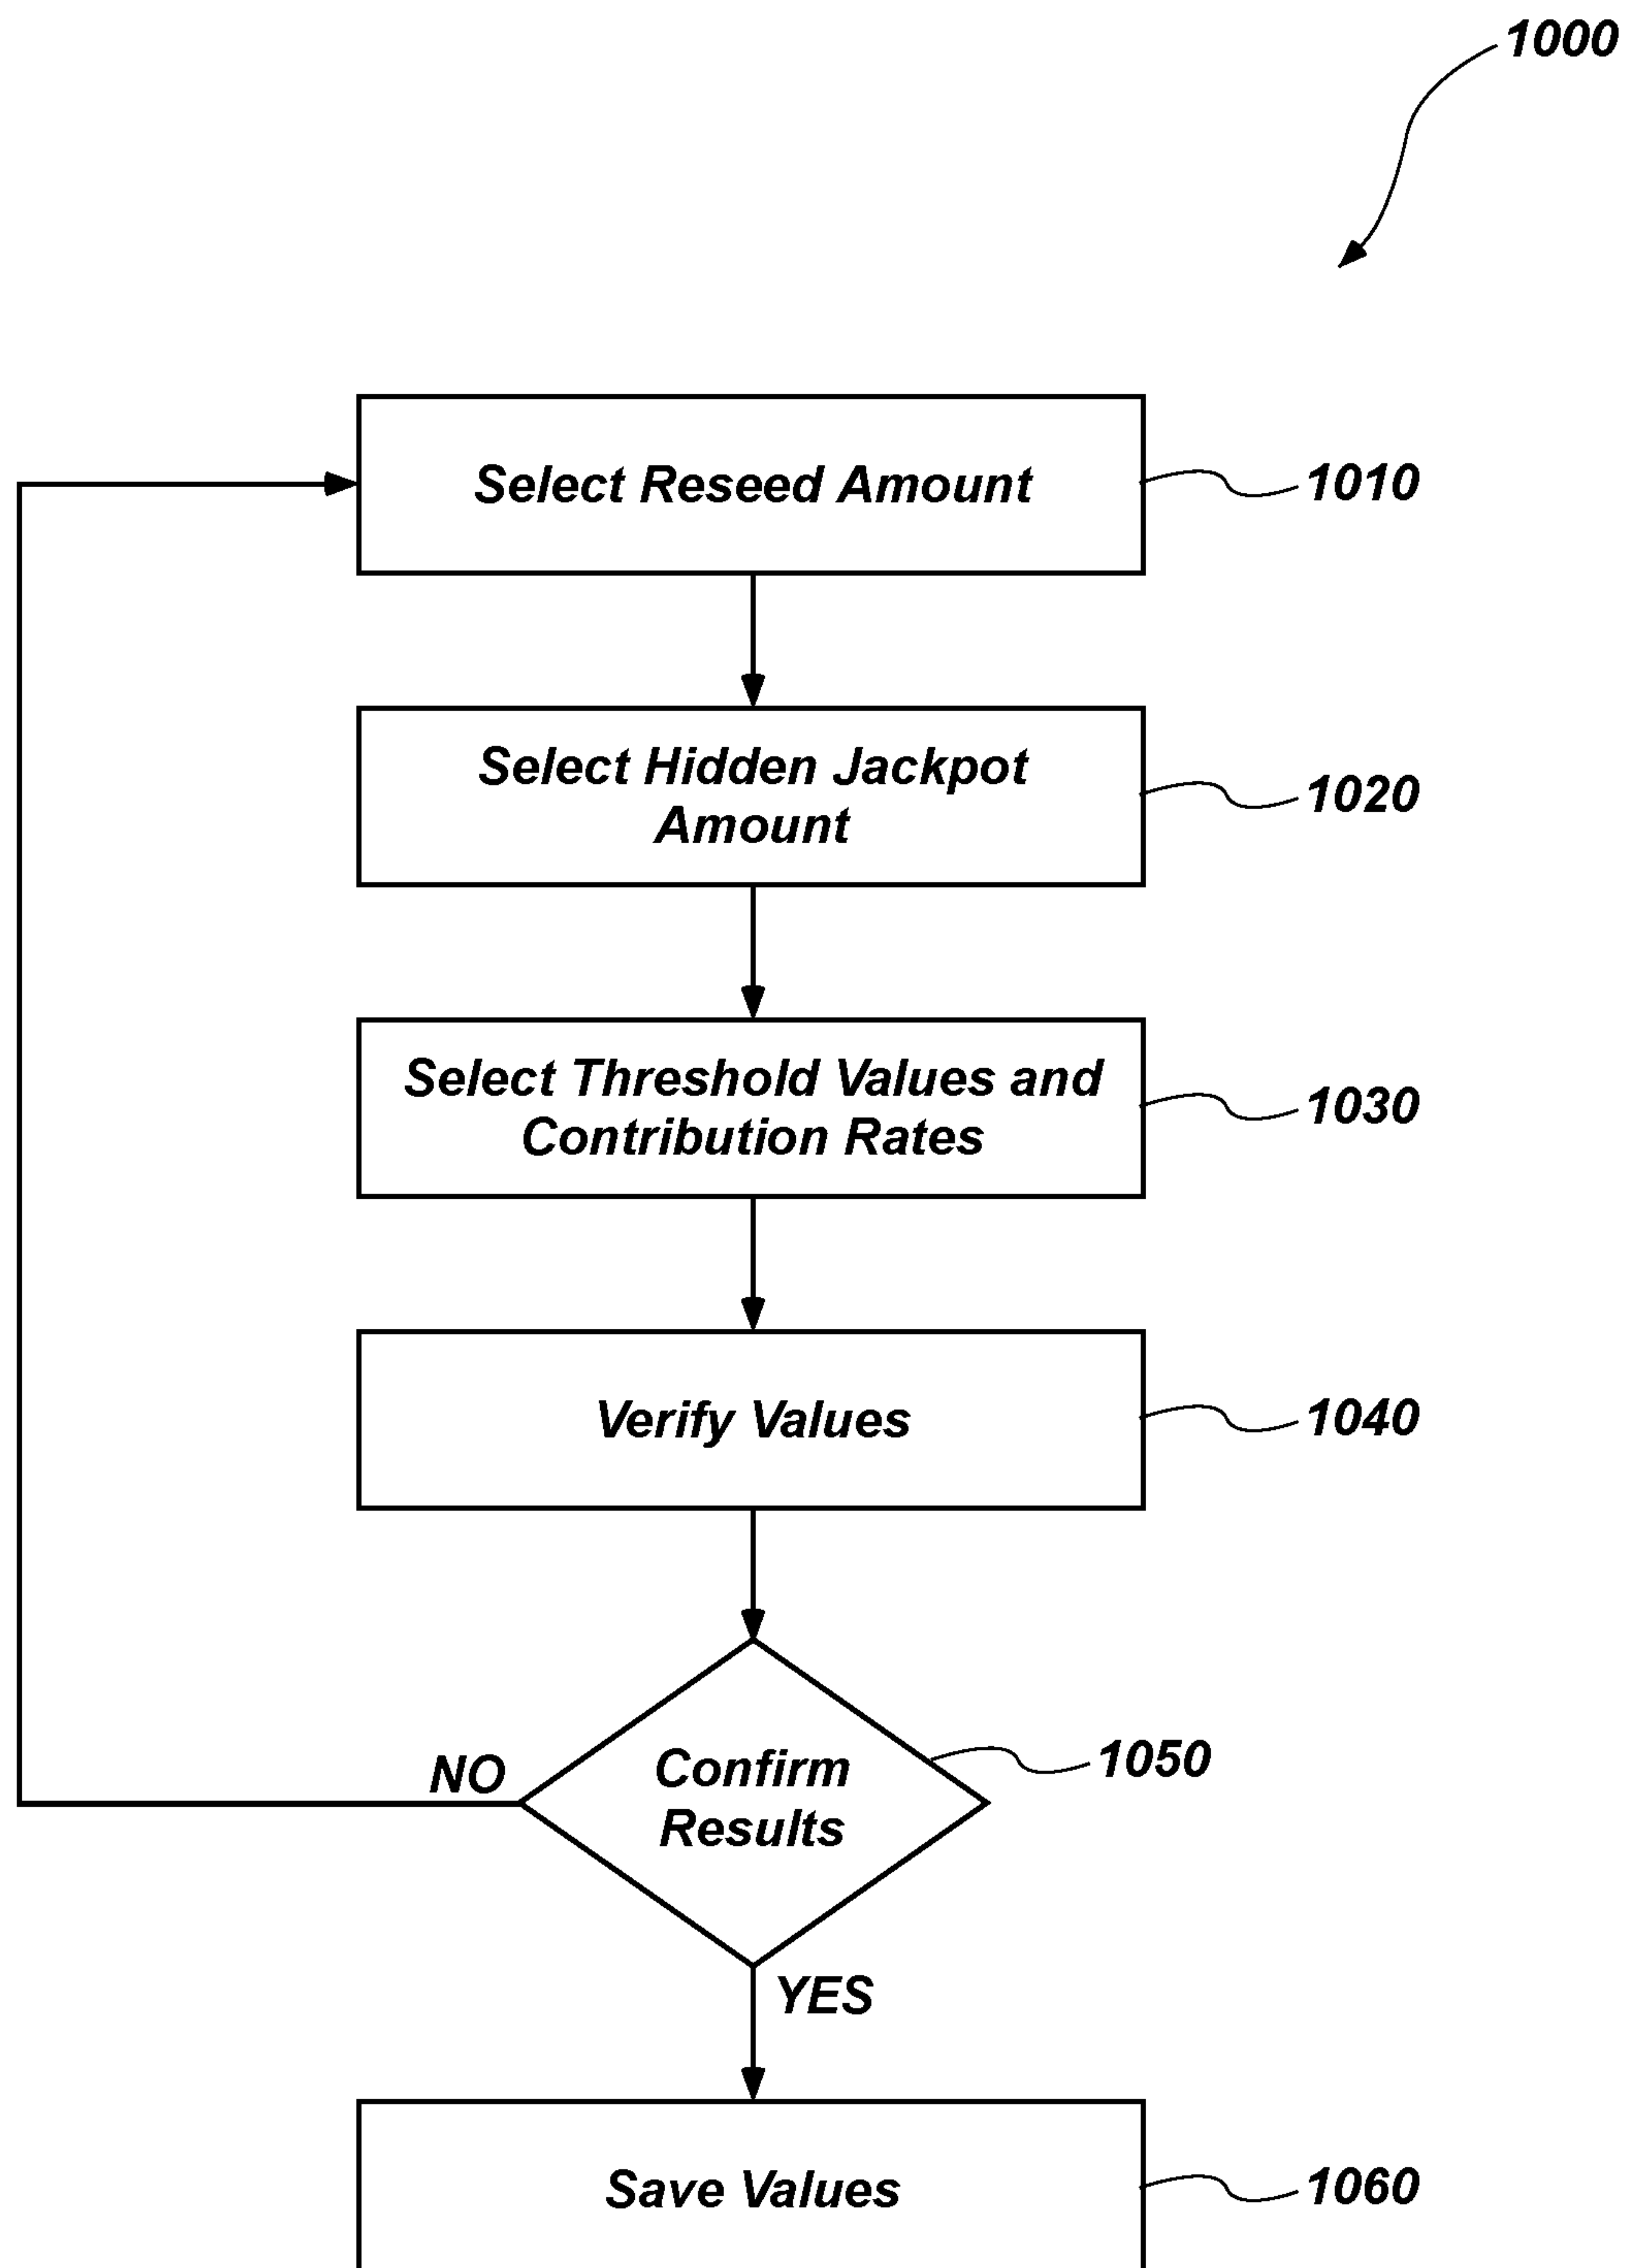 1000
Select Reseed Amount
1010
Select Hidden Jackpot
Amount
1020
Select Threshold Values and
Contribution Rates
1030
Verify Values
1040
Confirm
Results
1050
NO
YES
Save Values
1060